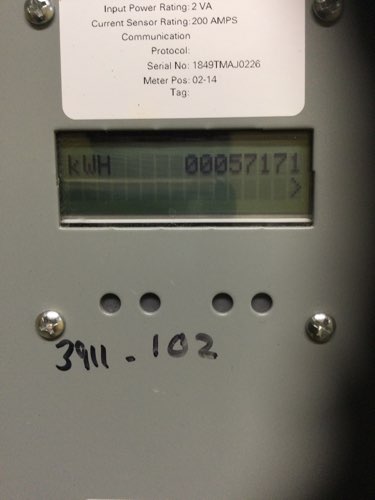 Input Power Rating: 2 VA
Current Sensor Rating: 200 AMPS
Communication
Protocol:
Serial No: 1849TMAJ0226
Meter Pos: 02-14
Tag:
kWH 00057171
>
3911 - 102